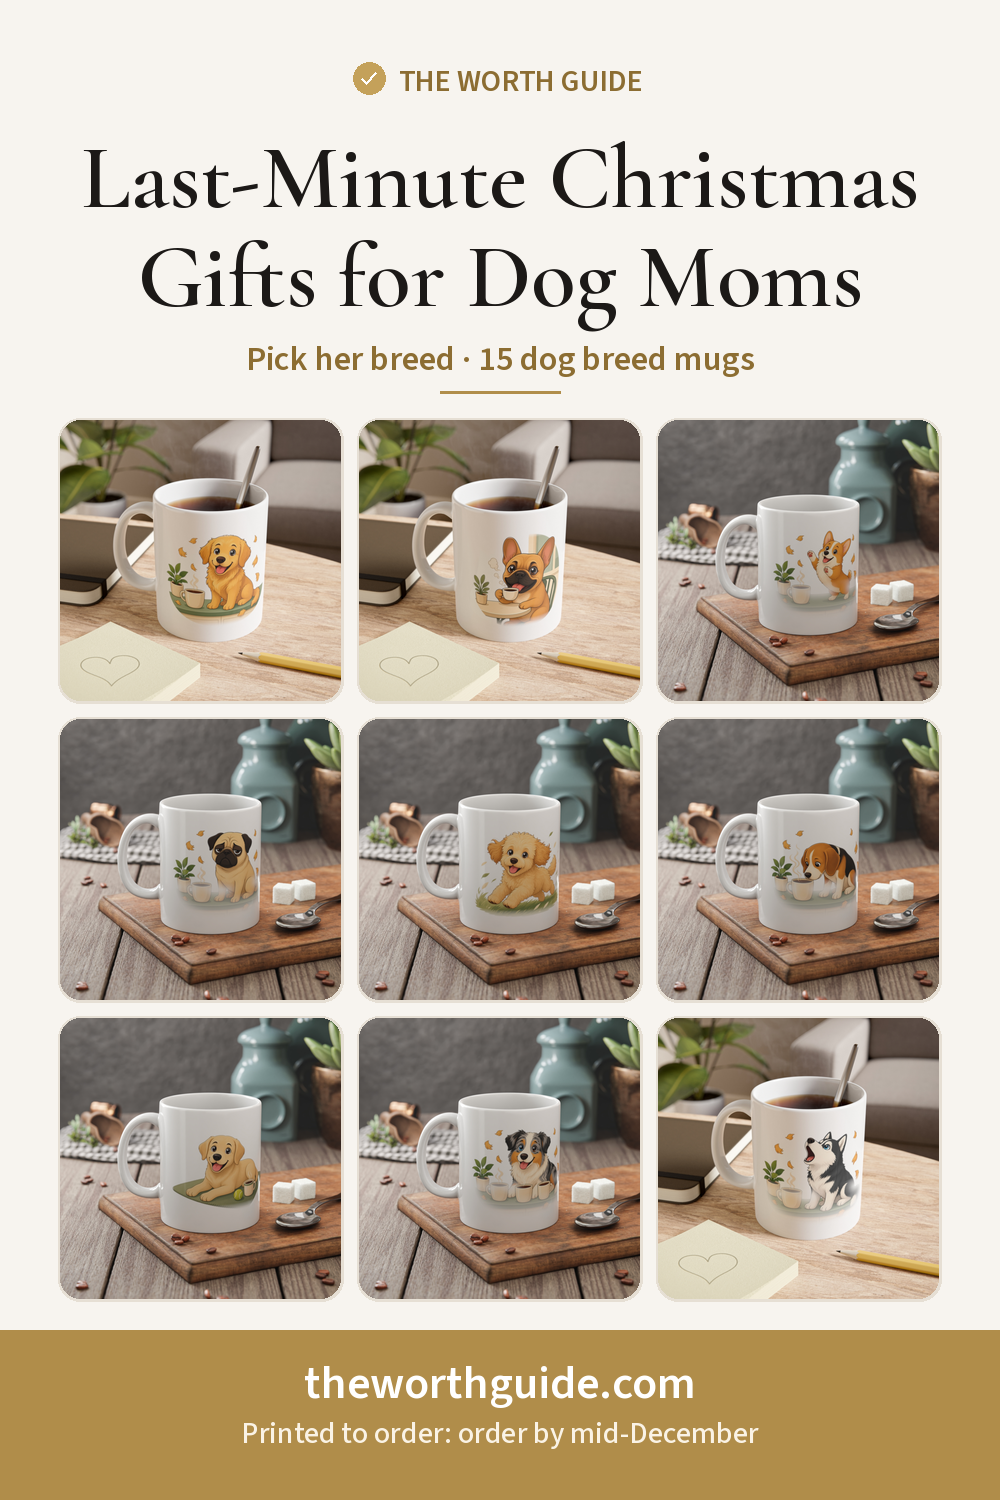 THE WORTH GUIDE
Last-Minute Christmas
Gifts for Dog Moms
Pick her breed · 15 dog breed mugs
theworthguide.com
Printed to order: order by mid-December